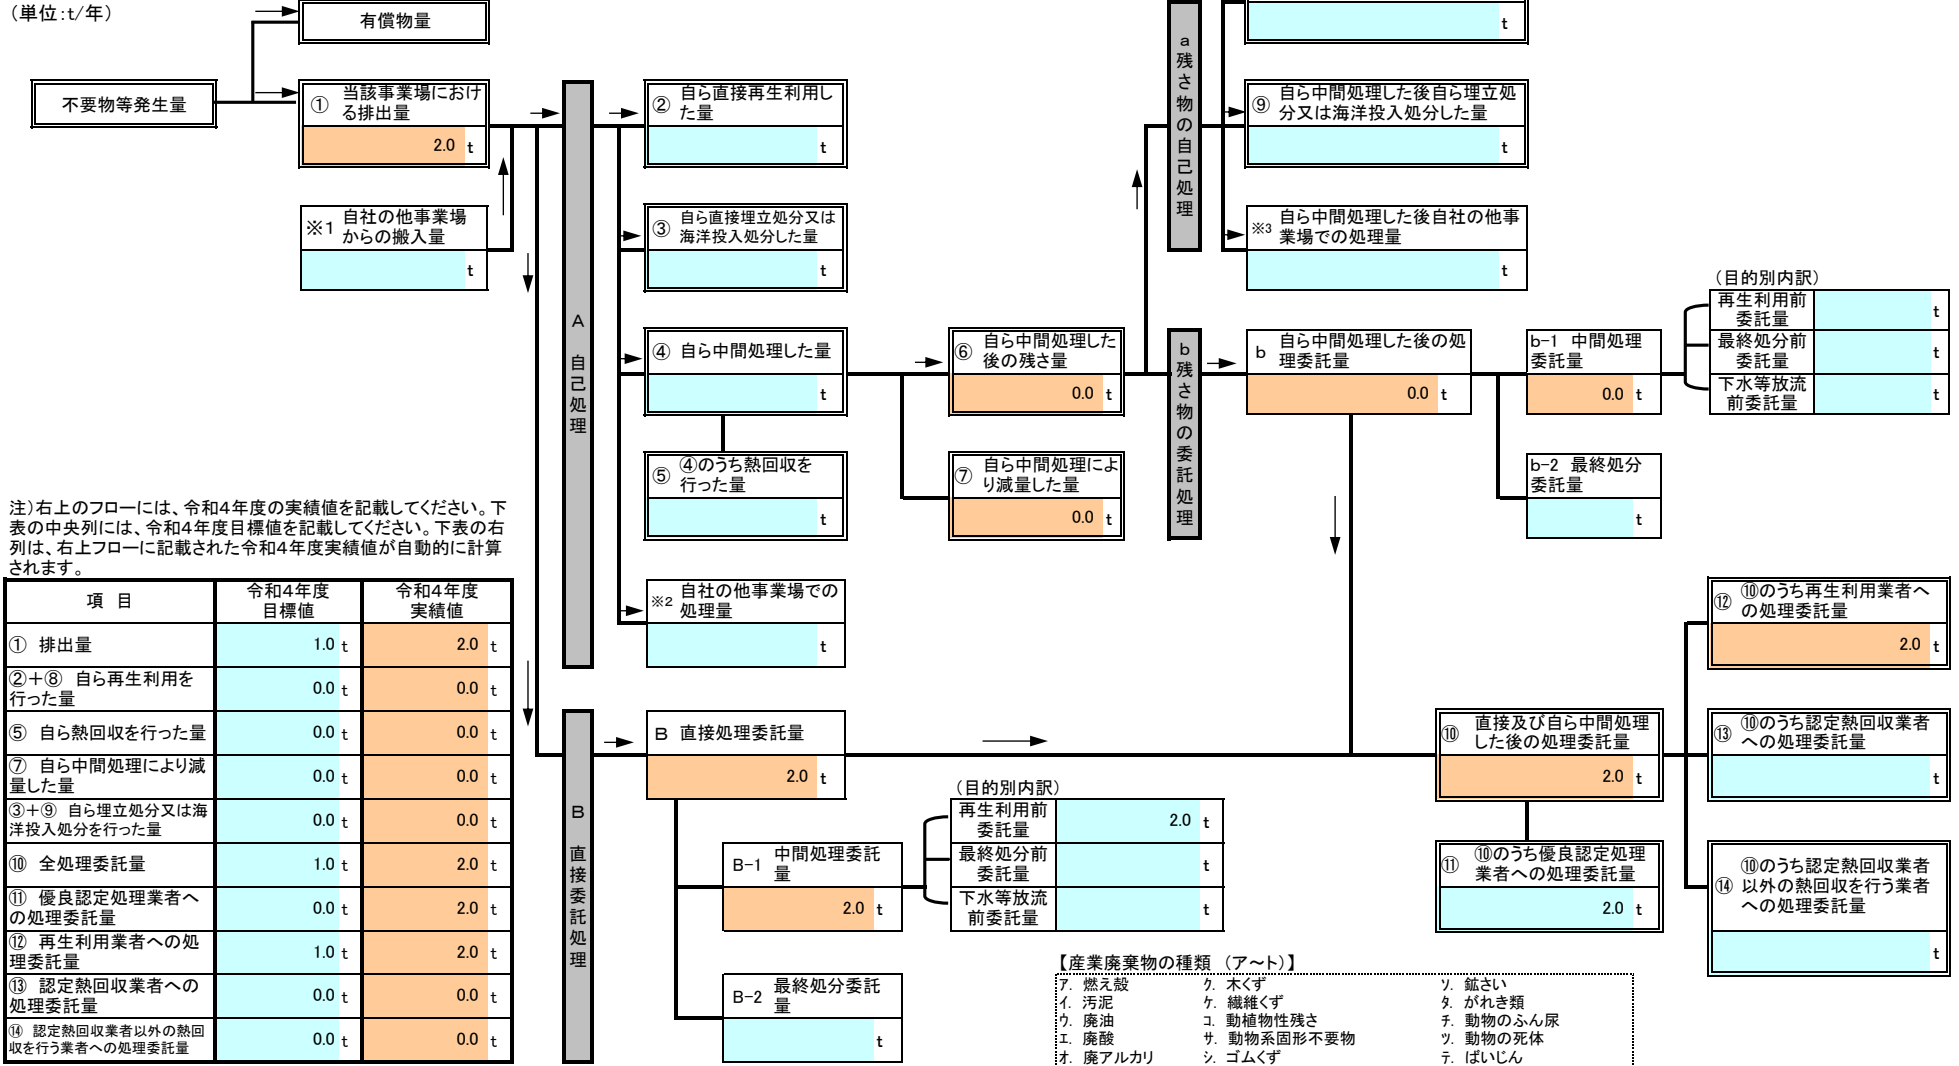 (単位:t/年)
有償物量
不要物等発生量
① 当該事業場におけ
る排出量
2.0 t
※1 自社の他事業場
からの搬入量
t
A 自己処理
② 自ら直接再生利用し
た量
t
③ 自ら直接埋立処分又は
海洋投入処分した量
t
④ 自ら中間処理した量
t
⑤ ④のうち熱回収を
行った量
t
※2 自社の他事業場での
処理量
t
⑥ 自ら中間処理した
後の残さ量
0.0 t
⑦ 自ら中間処理によ
り減量した量
0.0 t
a 残さ物の自己処理
t
⑨ 自ら中間処理した後自ら埋立処
分又は海洋投入処分した量
t
※3 自ら中間処理した後自社の他事
業場での処理量
t
b 残さ物の委託処理
b 自ら中間処理した後の処
理委託量
0.0 t
b-1 中間処理
委託量
0.0 t
b-2 最終処分
委託量
t
(目的別内訳)
再生利用前
委託量 t
最終処分前
委託量 t
下水等放流
前委託量 t
注)右上のフローには、令和4年度の実績値を記載してください。下
表の中央列には、令和4年度目標値を記載してください。下表の右
列は、右上フローに記載された令和4年度実績値が自動的に計算
されます。
項 目 令和4年度 目標値 令和4年度 実績値
① 排出量 1.0 t 2.0 t
②+⑧ 自ら再生利用を
行った量 0.0 t 0.0 t
⑤ 自ら熱回収を行った量 0.0 t 0.0 t
⑦ 自ら中間処理により減
量した量 0.0 t 0.0 t
③+⑨ 自ら埋立処分又は海
洋投入処分を行った量 0.0 t 0.0 t
⑩ 全処理委託量 1.0 t 2.0 t
⑪ 優良認定処理業者へ
の処理委託量 0.0 t 2.0 t
⑫ 再生利用業者への処
理委託量 1.0 t 2.0 t
⑬ 認定熱回収業者への
処理委託量 0.0 t 0.0 t
⑭ 認定熱回収業者以外の熱回
収を行う業者への処理委託量 0.0 t 0.0 t
B 直接委託処理
B 直接処理委託量
2.0 t
B-1 中間処理委託
量
2.0 t
B-2 最終処分委託
量
t
(目的別内訳)
再生利用前
委託量 2.0 t
最終処分前
委託量 t
下水等放流
前委託量 t
⑩ 直接及び自ら中間処理
した後の処理委託量
2.0 t
⑪ ⑩のうち優良認定処理
業者への処理委託量
2.0 t
⑫ ⑩のうち再生利用業者へ
の処理委託量
2.0 t
⑬ ⑩のうち認定熱回収業者
への処理委託量
t
⑭ ⑩のうち認定熱回収業者
以外の熱回収を行う業者
への処理委託量
t
【産業廃棄物の種類 (ア～ト)】
ア. 燃え殻 ク. 木くず ソ. 鉱さい
イ. 汚泥 ケ. 繊維くず タ. がれき類
ウ. 廃油 コ. 動植物性残さ チ. 動物のふん尿
エ. 廃酸 サ. 動物系固形不要物 ツ. 動物の死体
オ. 廃アルカリ シ. ゴムくず テ. ばいじん